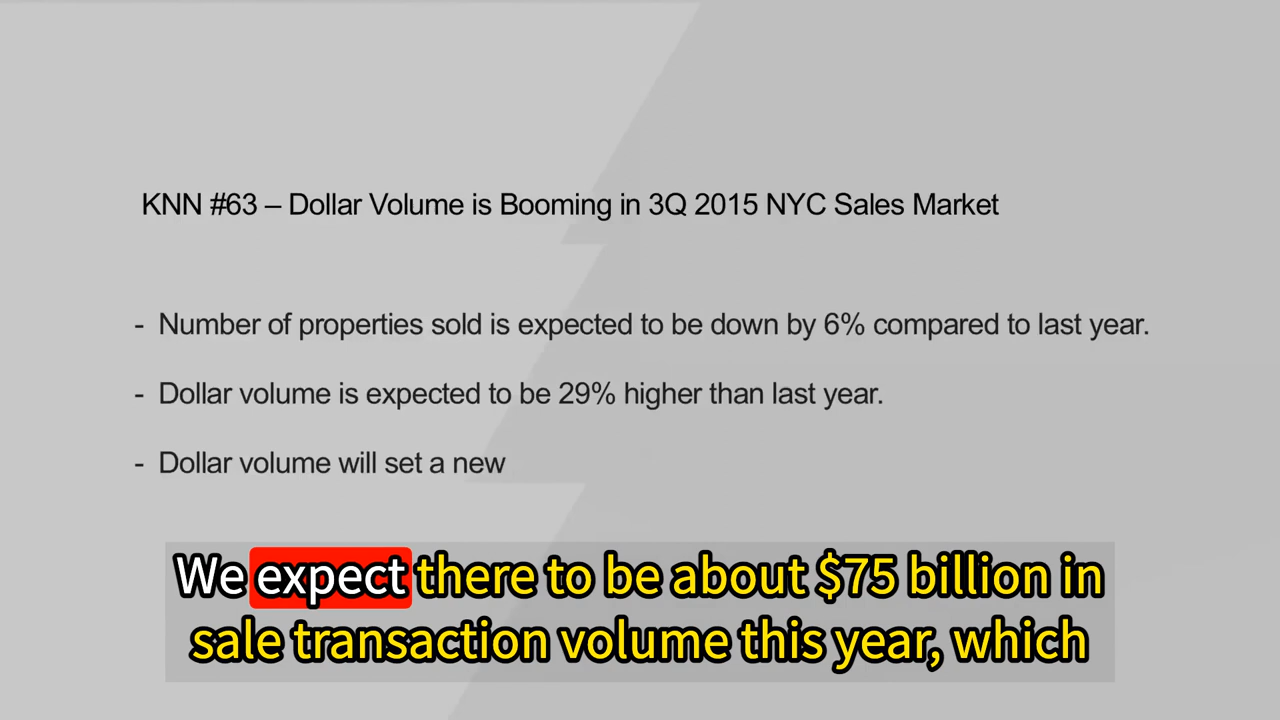 KNN #63 – Dollar Volume is Booming in 3Q 2015 NYC Sales Market
- Number of properties sold is expected to be down by 6% compared to last year.
- Dollar volume is expected to be 29% higher than last year.
- Dollar volume will set a new
We expect there to be about $75 billion in
sale transaction volume this year, which